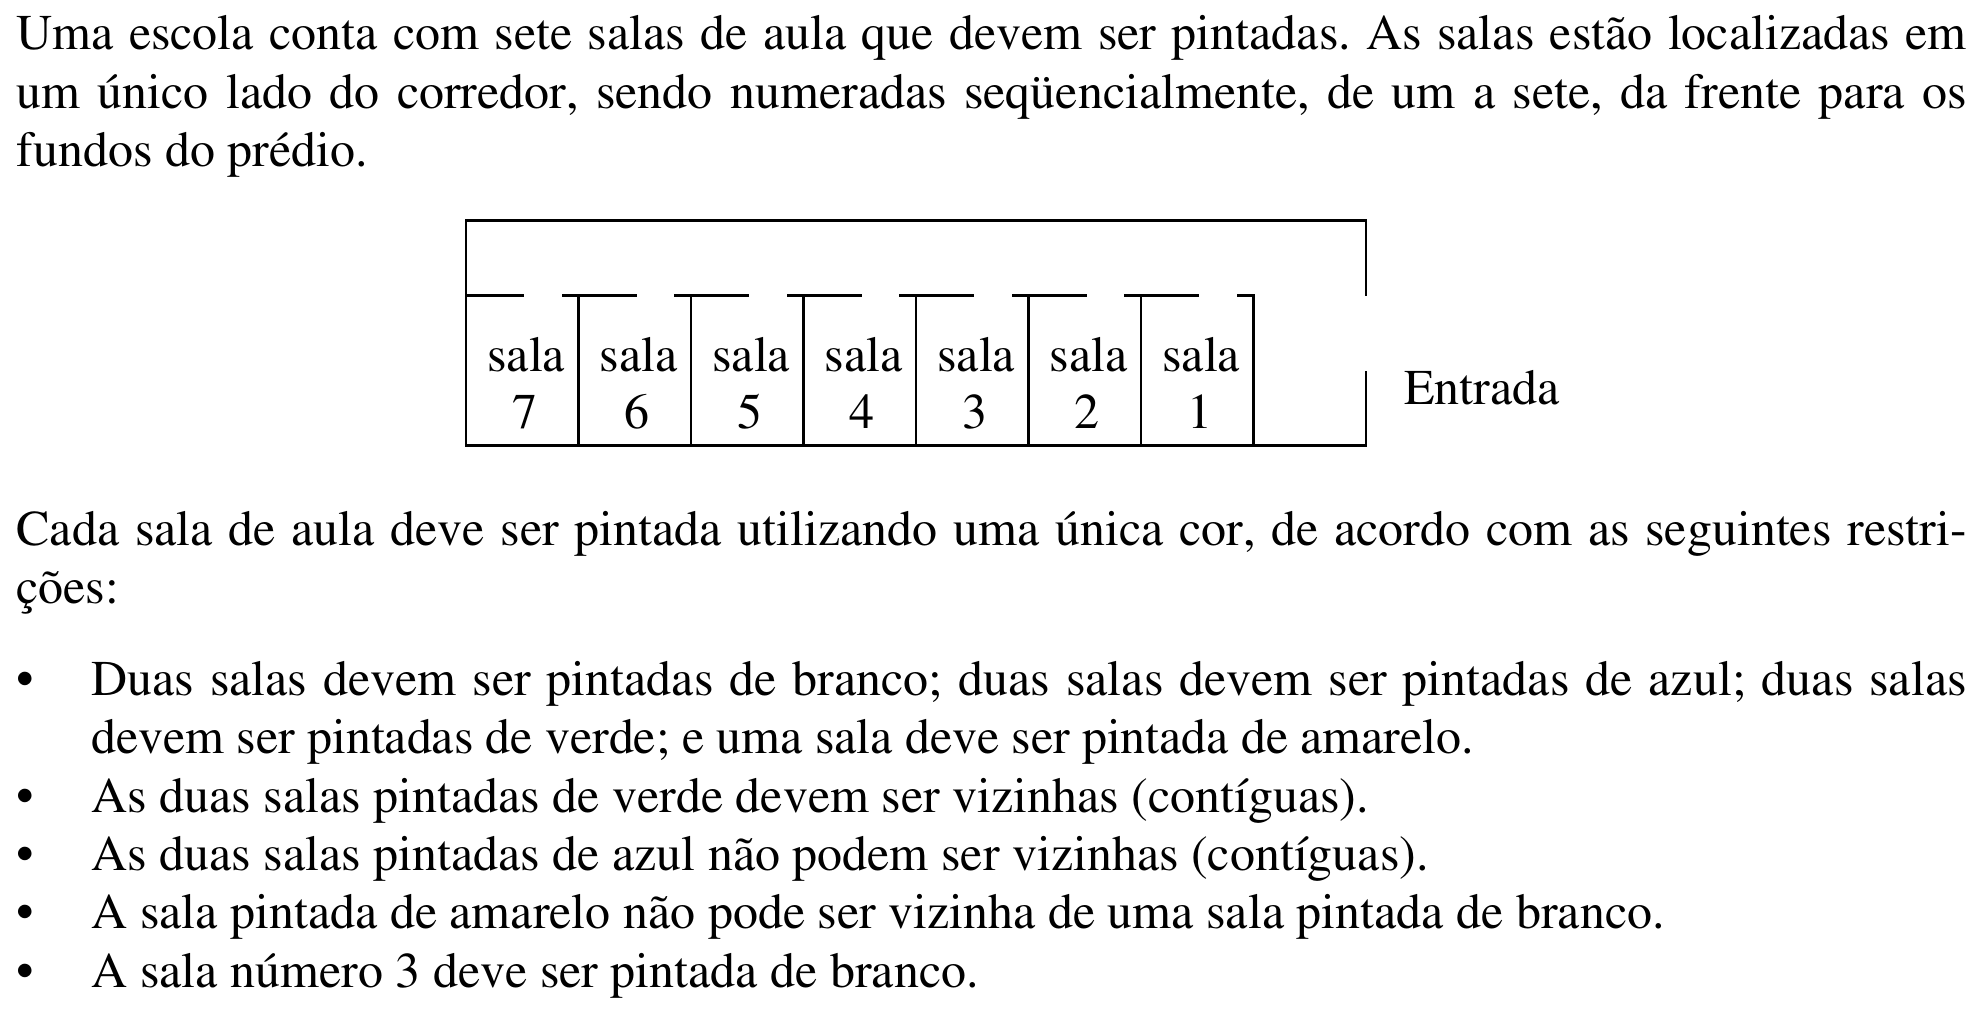 Uma escola conta com sete salas de aula que devem ser pintadas. As salas estão localizadas em
um único lado do corredor, sendo numeradas seqüencialmente, de um a sete, da frente para os
fundos do prédio.
sala sala sala sala sala sala sala
7 6 5 4 3 2 1
Entrada
Cada sala de aula deve ser pintada utilizando uma única cor, de acordo com as seguintes restri-
ções:
• Duas salas devem ser pintadas de branco; duas salas devem ser pintadas de azul; duas salas
devem ser pintadas de verde; e uma sala deve ser pintada de amarelo.
• As duas salas pintadas de verde devem ser vizinhas (contíguas).
• As duas salas pintadas de azul não podem ser vizinhas (contíguas).
• A sala pintada de amarelo não pode ser vizinha de uma sala pintada de branco.
• A sala número 3 deve ser pintada de branco.